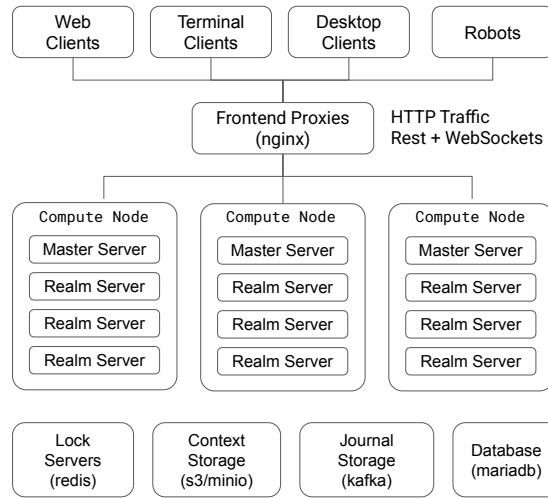 Web
Clients
Terminal
Clients
Desktop
Clients
Robots
Frontend Proxies
(nginx)
HTTP Traffic
Rest + WebSockets
Compute Node
Master Server
Realm Server
Realm Server
Realm Server
Compute Node
Realm Server
Realm Server
Realm Server
Realm Server
Compute Node
Master Server
Realm Server
Realm Server
Realm Server
Lock
Servers
(redis)
Context
Storage
(s3/minio)
Journal
Storage
(kafka)
Database
(mariadb)